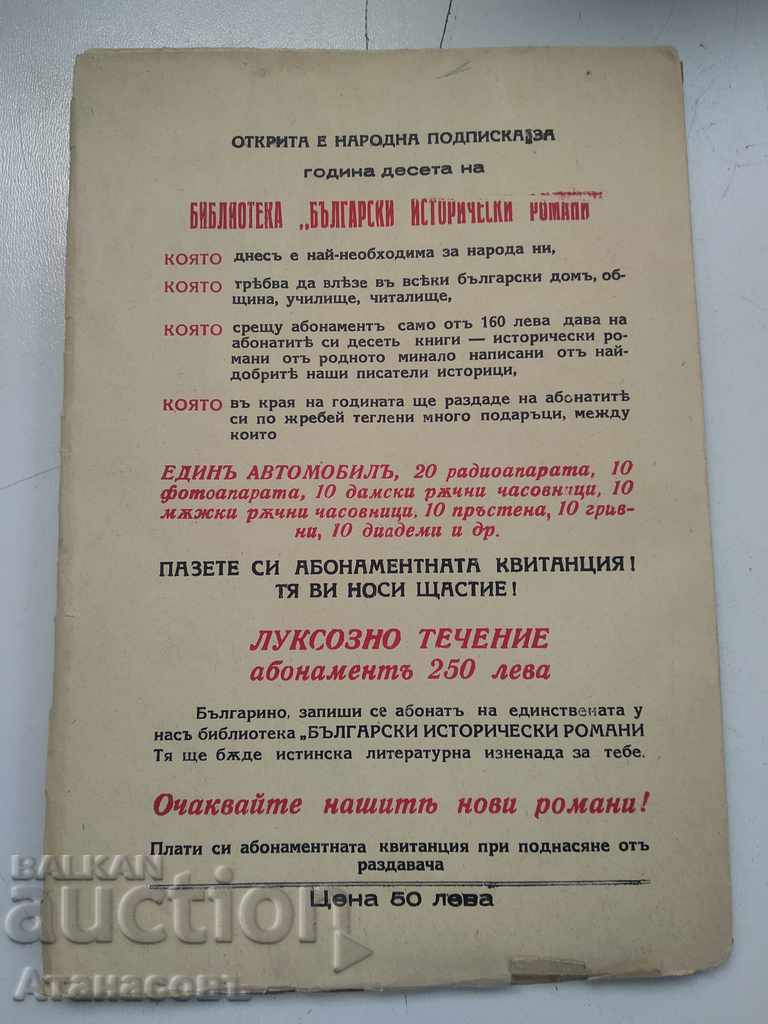 ОТКРИТА Е НАРОДНА ПОДПИСКА ЗА
година десета на
БИБЛИОТЕКА „БЪЛГАРСКИ ИСТОРИЧЕСКИ РОМАНИ
КОЯТО днесъ е най-необходима за народа ни,
КОЯТО трѣбва да влѣзе въ всѣки български домъ, об-
щина, училище, читалище,
КОЯТО срещу абонаментъ само отъ 160 лева дава на
абонатитѣ си десеть книги — исторически ро-
мани отъ родното минало написани отъ най-
добритѣ наши писатели историци,
КОЯТО въ края на годината ще раздаде на абонатитѣ
си по жребей теглени много подаръци, между
които
ЕДИНЪ АВТОМОБИЛЪ, 20 радиоапарата, 10
фотоапарата, 10 дамски рѫчни часовници, 10
мѫжки рѫчни часовници, 10 пръстена, 10 грив-
ни, 10 диадеми и др.
ПАЗЕТЕ СИ АБОНАМЕНТНАТА КВИТАНЦИЯ!
ТЯ ВИ НОСИ ЩАСТИЕ!
ЛУКСОЗНО ТЕЧЕНИЕ
абонаментъ 250 лева
Българино, запиши се абонатъ на единствената у
насъ библиотека „БЪЛГАРСКИ ИСТОРИЧЕСКИ РОМАНИ
Тя ще бѫде истинска литературна изненада за тебе.
Очаквайте нашитѣ нови романи!
Плати си абонаментната квитанция при поднасяне отъ
раздавача
Цена 50 лева
BALKAN
auction
Атанасовъ